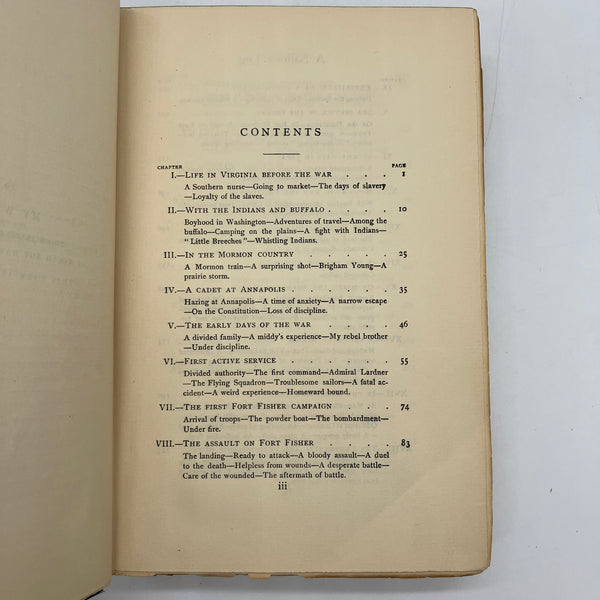 CONTENTS
CHAPTER PAGE
I.—LIFE IN VIRGINIA BEFORE THE WAR . . . 1
A Southern nurse—Going to market—The days of slavery
—Loyalty of the slaves.
II.—WITH THE INDIANS AND BUFFALO . . . . 10
Boyhood in Washington—Adventures of travel—Among the
buffalo—Camping on the plains—A fight with Indians—
“Little Breeches”—Whistling Indians.
III.—IN THE MORMON COUNTRY . . . . . 25
A Mormon train—A surprising shot—Brigham Young—A
prairie storm.
IV.—A CADET AT ANNAPOLIS . . . . . 35
Hazing at Annapolis—A time of anxiety—A narrow escape
—On the Constitution—Loss of discipline.
V.—THE EARLY DAYS OF THE WAR . . . . 46
A divided family—A middy's experience—My rebel brother
—Under discipline.
VI.—FIRST ACTIVE SERVICE . . . . . 55
Divided authority—The first command—Admiral Lardner
—The Flying Squadron—Troublesome sailors—A fatal ac-
cident—A weird experience—Homeward bound.
VII.—THE FIRST FORT FISHER CAMPAIGN . . . 74
Arrival of troops—The powder boat—The bombardment—
Under fire.
VIII.—THE ASSAULT ON FORT FISHER . . . . 83
The landing—Ready to attack—A bloody assault—A duel
to the death—Helpless from wounds—A desperate battle—
Care of the wounded—The aftermath of battle.
iii